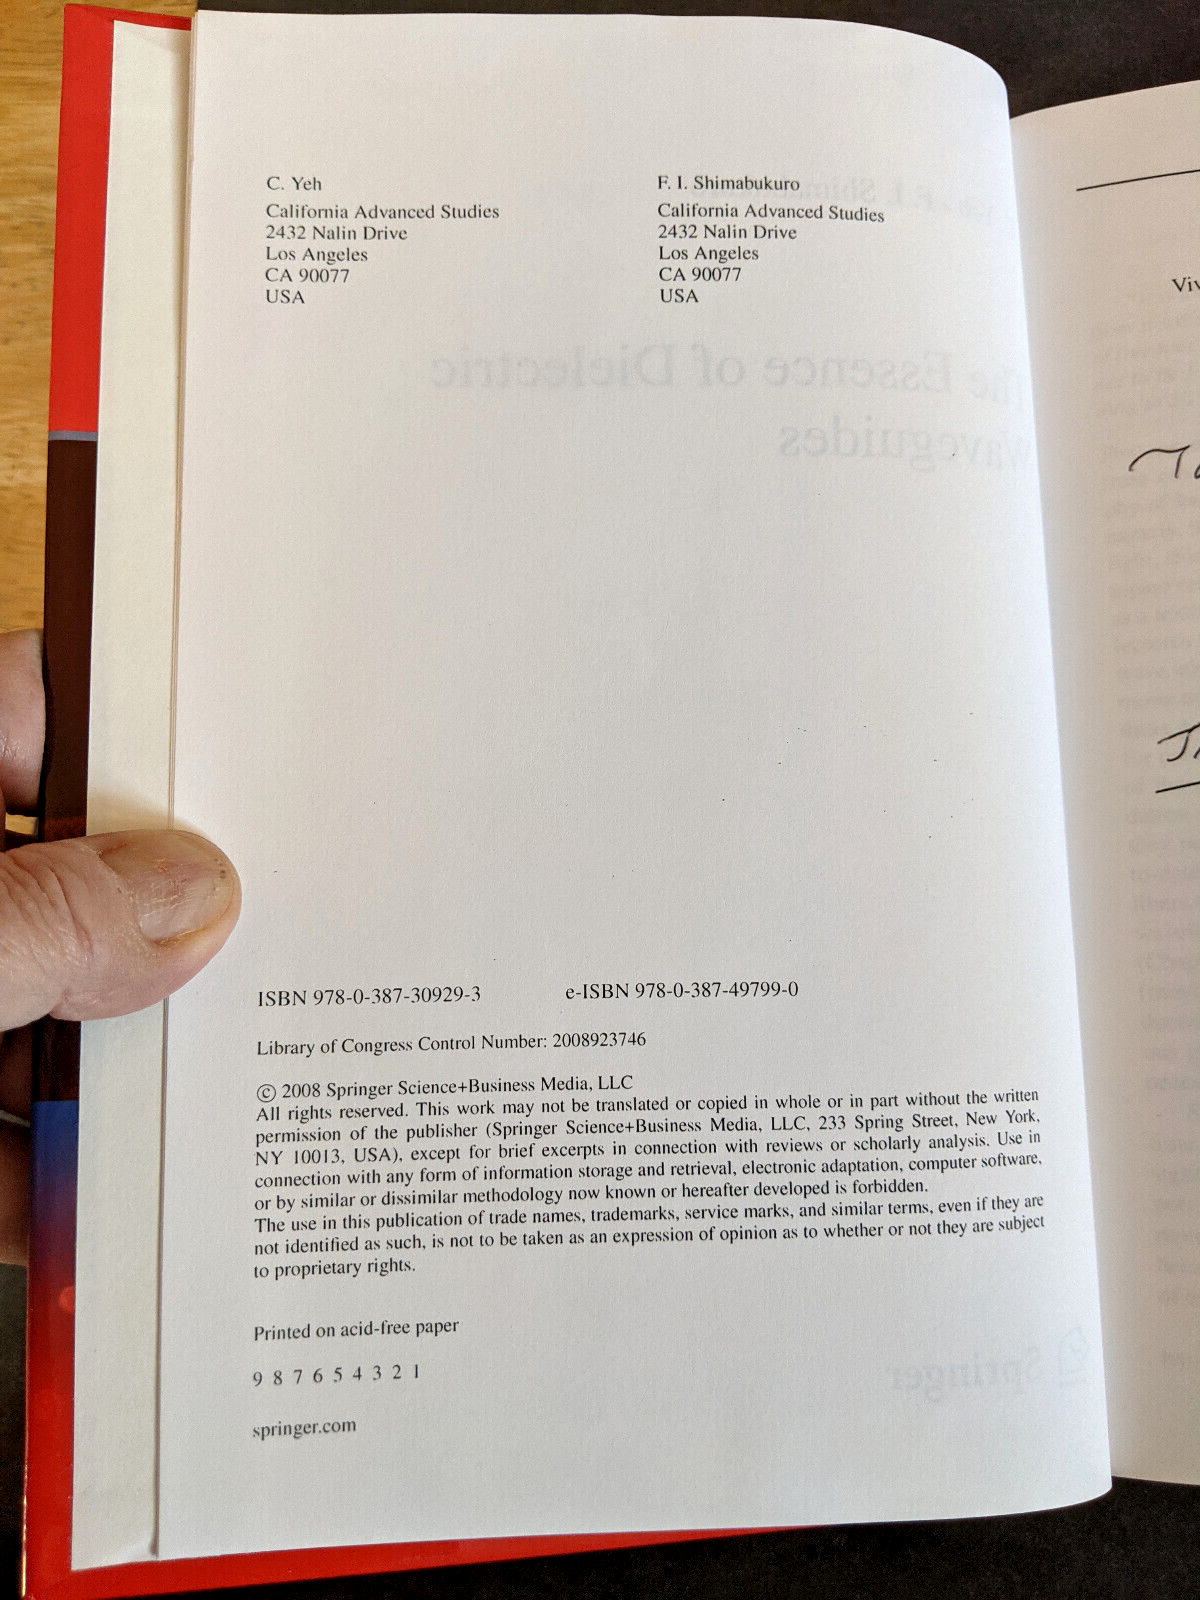 C. Yeh
California Advanced Studies
2432 Nalin Drive
Los Angeles
CA 90077
USA
F. I. Shimabukuro
California Advanced Studies
2432 Nalin Drive
Los Angeles
CA 90077
USA
The Essence of Dielectric
Waveguides
ISBN 978-0-387-30929-3 e-ISBN 978-0-387-49799-0
Library of Congress Control Number: 2008923746
© 2008 Springer Science+Business Media, LLC
All rights reserved. This work may not be translated or copied in whole or in part without the written
permission of the publisher (Springer Science+Business Media, LLC, 233 Spring Street, New York,
NY 10013, USA), except for brief excerpts in connection with reviews or scholarly analysis. Use in
connection with any form of information storage and retrieval, electronic adaptation, computer software,
or by similar or dissimilar methodology now known or hereafter developed is forbidden.
The use in this publication of trade names, trademarks, service marks, and similar terms, even if they are
not identified as such, is not to be taken as an expression of opinion as to whether or not they are subject
to proprietary rights.
Printed on acid-free paper
9 8 7 6 5 4 3 2 1
springer.com
Springer
Viv